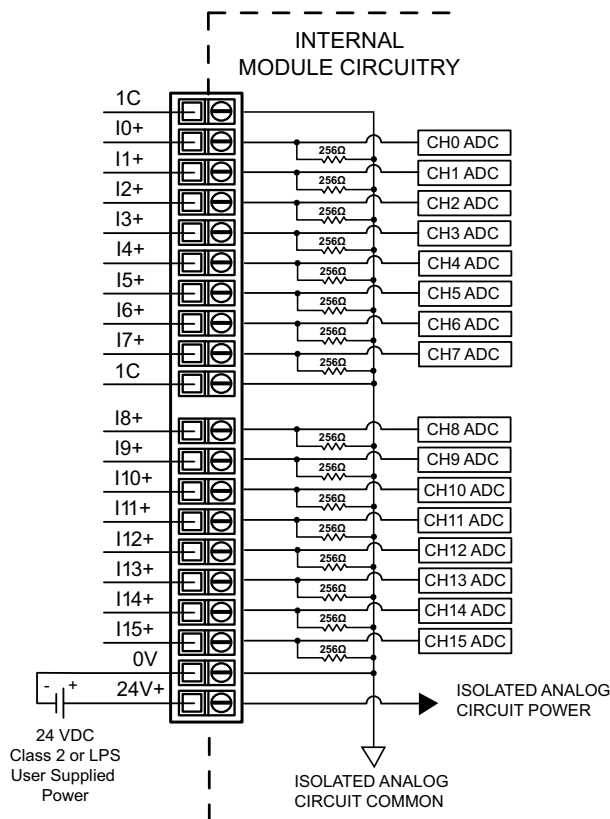 INTERNAL
MODULE CIRCUITRY
1C
I0+
256Ω
CH0 ADC
I1+
256Ω
CH1 ADC
I2+
256Ω
CH2 ADC
I3+
256Ω
CH3 ADC
I4+
256Ω
CH4 ADC
I5+
256Ω
CH5 ADC
I6+
256Ω
CH6 ADC
I7+
256Ω
CH7 ADC
1C
I8+
256Ω
CH8 ADC
I9+
256Ω
CH9 ADC
I10+
256Ω
CH10 ADC
I11+
256Ω
CH11 ADC
I12+
256Ω
CH12 ADC
I13+
256Ω
CH13 ADC
I14+
256Ω
CH14 ADC
I15+
256Ω
CH15 ADC
0V
- +
24V+
ISOLATED ANALOG
CIRCUIT POWER
24 VDC
Class 2 or LPS
User Supplied
Power
ISOLATED ANALOG
CIRCUIT COMMON